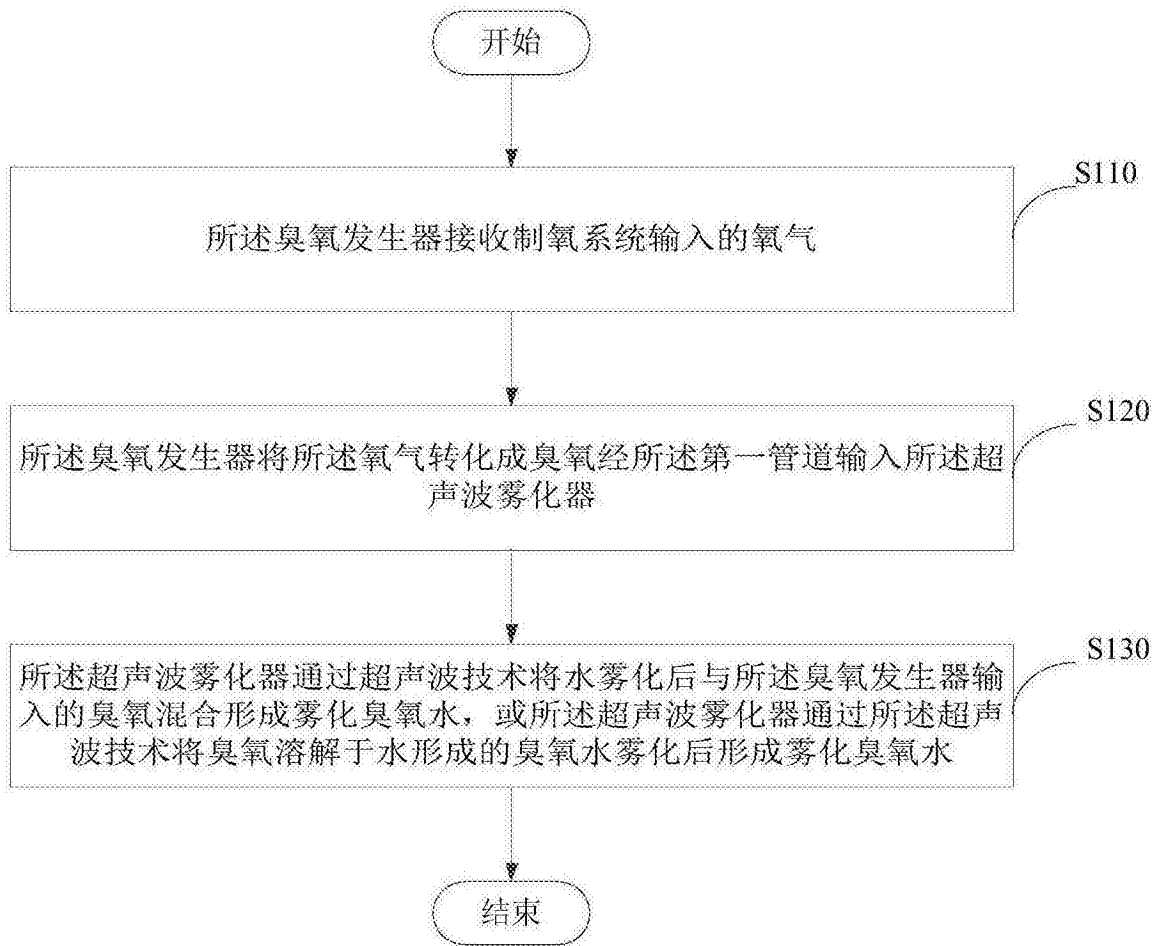 开始
S110
所述臭氧发生器接收制氧系统输入的氧气
S120
所述臭氧发生器将所述氧气转化成臭氧经所述第一管道输入所述超
声波雾化器
S130
所述超声波雾化器通过超声波技术将水雾化后与所述臭氧发生器输
入的臭氧混合形成雾化臭氧水，或所述超声波雾化器通过所述超声
波技术将臭氧溶解于水形成的臭氧水雾化后形成雾化臭氧水
结束